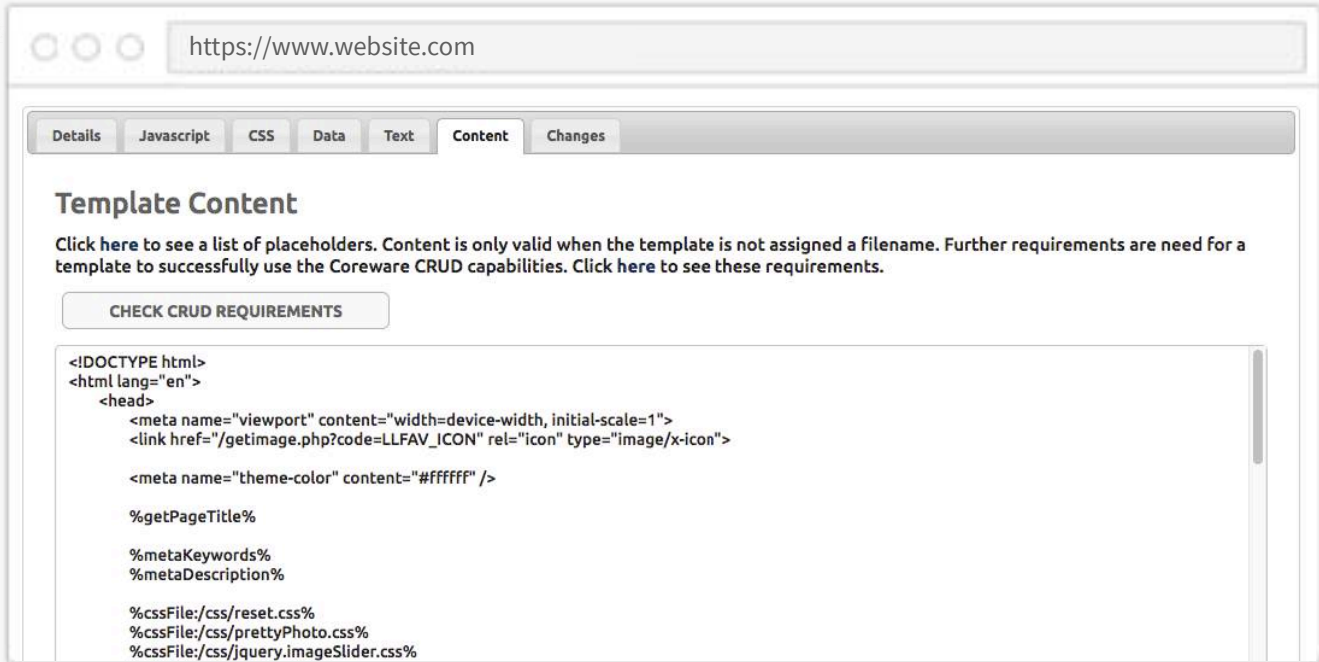 https://www.website.com
Details Javascript CSS Data Text Content Changes
Template Content
Click here to see a list of placeholders. Content is only valid when the template is not assigned a filename. Further requirements are need for a
template to successfully use the Coreware CRUD capabilities. Click here to see these requirements.
CHECK CRUD REQUIREMENTS
<!DOCTYPE html>
<html lang="en">
<head>
<meta name="viewport" content="width=device-width, initial-scale=1">
<link href="/getimage.php?code=LLFAV_ICON" rel="icon" type="image/x-icon">
<meta name="theme-color" content="#ffffff" />
%getPageTitle%
%metaKeywords%
%metaDescription%
%cssFile:/css/reset.css%
%cssFile:/css/prettyPhoto.css%
%cssFile:/css/jquery.imageSlider.css%